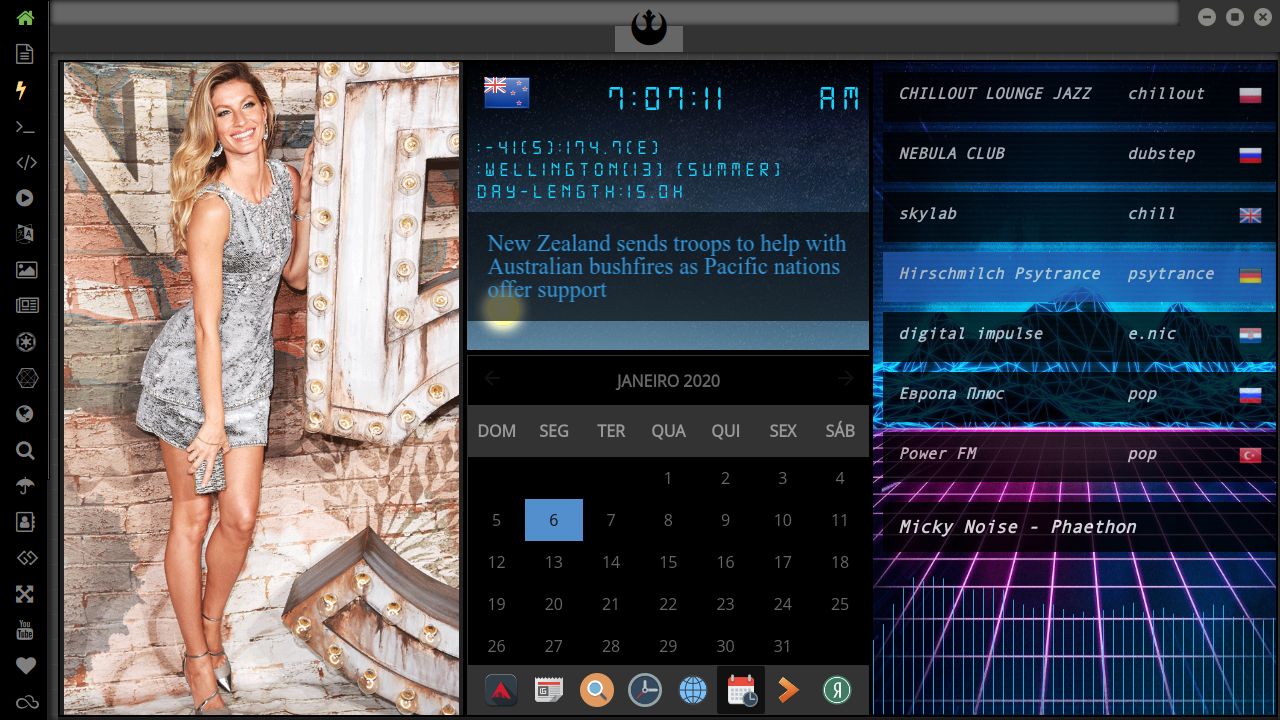 7:07:11 AM
:-41(S):174.7(E)
:WELLINGTON(13) (SUMMER)
DAY-LENGTH:15.0H
New Zealand sends troops to help with
Australian bushfires as Pacific nations
offer support
JANEIRO 2020
DOM SEG TER QUA QUI SEX SÁB
1 2 3 4
5 6 7 8 9 10 11
12 13 14 15 16 17 18
19 20 21 22 23 24 25
26 27 28 29 30 31
CHILLOUT LOUNGE JAZZ chillout
NEBULA CLUB dubstep
skylab chill
Hirschmilch Psytrance psytrance
digital impulse e.nic
Европа Плюс pop
Power FM pop
Micky Noise - Phaethon
You
Tube
Я